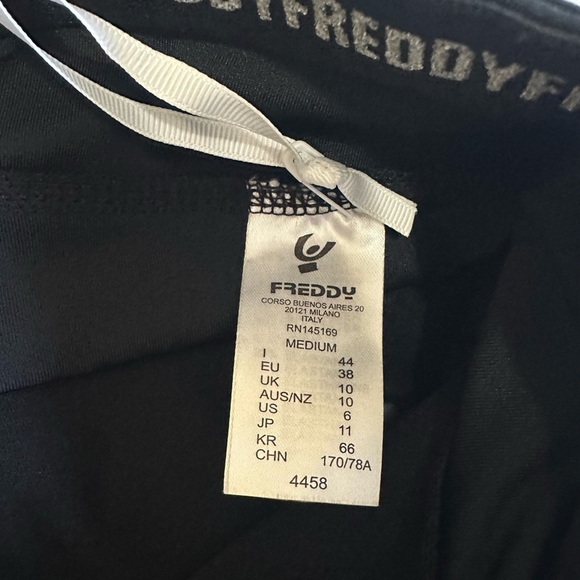 DYFREDDYF
FREDDY
CORSO BUENOS AIRES 20
20121 MILANO
ITALY
RN145169
MEDIUM
I 44
EU 38
UK 10
AUS/NZ 10
US 6
JP 11
KR 66
CHN 170/78A
4458